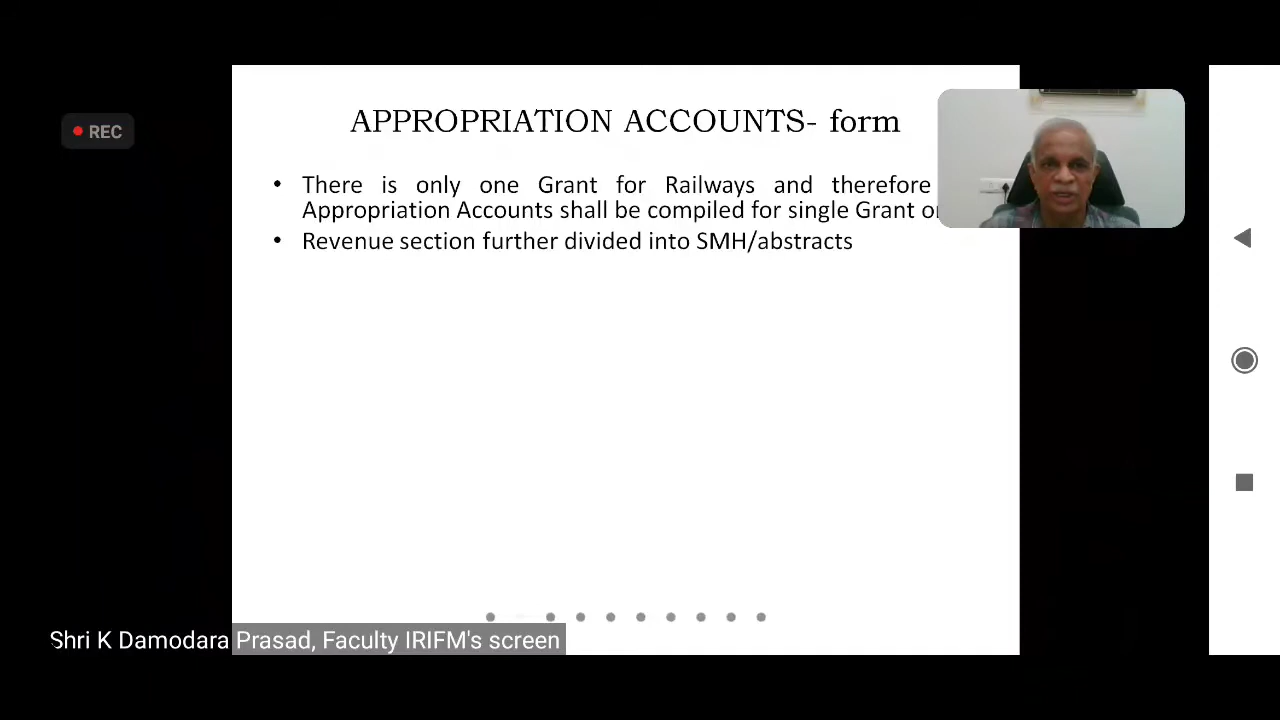 REC
APPROPRIATION ACCOUNTS- form
• There is only one Grant for Railways and therefore
Appropriation Accounts shall be compiled for single Grant
• Revenue section further divided into SMH/abstracts
Shri K Damodara Prasad, Faculty IRIFM's screen